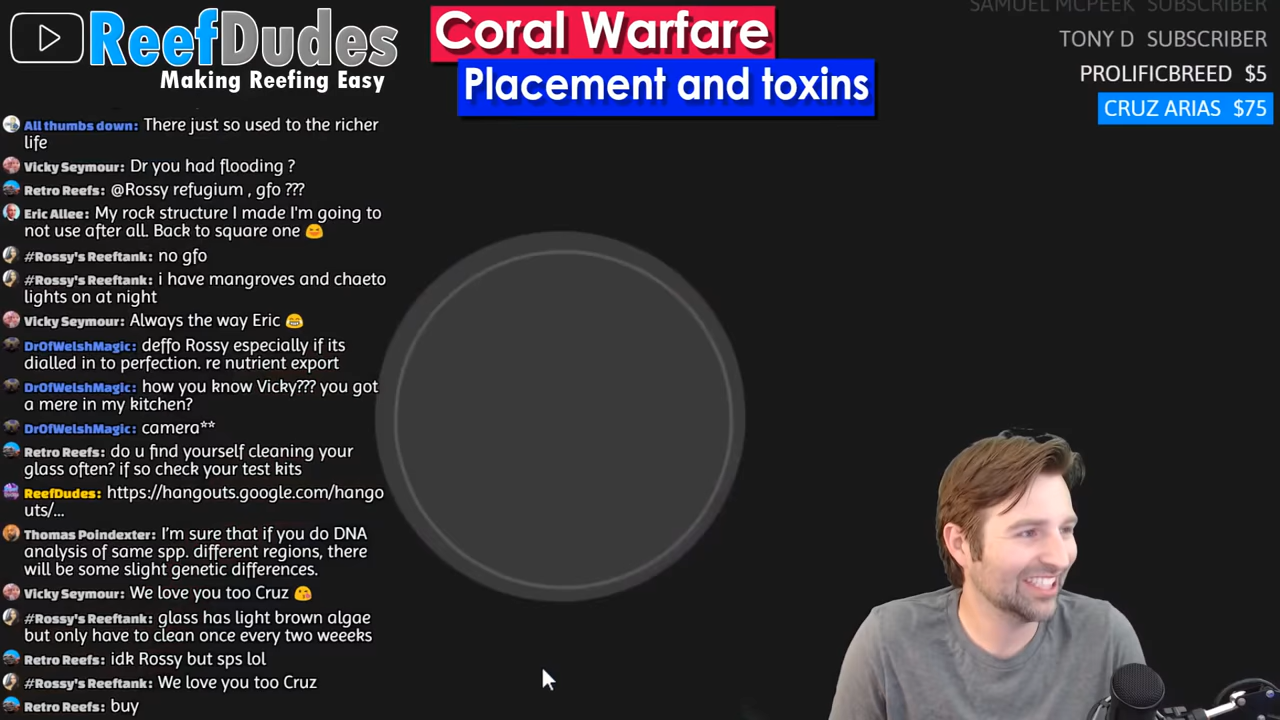 ReefDudes
Making Reefing Easy
Coral Warfare
Placement and toxins
SAMUEL MCPEEK SUBSCRIBER
TONY D SUBSCRIBER
PROLIFICBREED $5
CRUZ ARIAS $75
All thumbs down: There just so used to the richer
life
Vicky Seymour: Dr you had flooding ?
Retro Reefs: @Rossy refugium , gfo ???
Eric Allee: My rock structure I made I'm going to
not use after all. Back to square one 😆
#Rossy's Reeftank: no gfo
#Rossy's Reeftank: i have mangroves and chaeto
lights on at night
Vicky Seymour: Always the way Eric 😂
DrOfWelshMagic: deffo Rossy especially if its
dialled in to perfection. re nutrient export
DrOfWelshMagic: how you know Vicky??? you got
a mere in my kitchen?
DrOfWelshMagic: camera**
Retro Reefs: do u find yourself cleaning your
glass often? if so check your test kits
ReefDudes: https://hangouts.google.com/hango
uts/...
Thomas Poindexter: I'm sure that if you do DNA
analysis of same spp. different regions, there
will be some slight genetic differences.
Vicky Seymour: We love you too Cruz 😘
#Rossy's Reeftank: glass has light brown algae
but only have to clean once every two weeeks
Retro Reefs: idk Rossy but sps lol
#Rossy's Reeftank: We love you too Cruz
Retro Reefs: buy